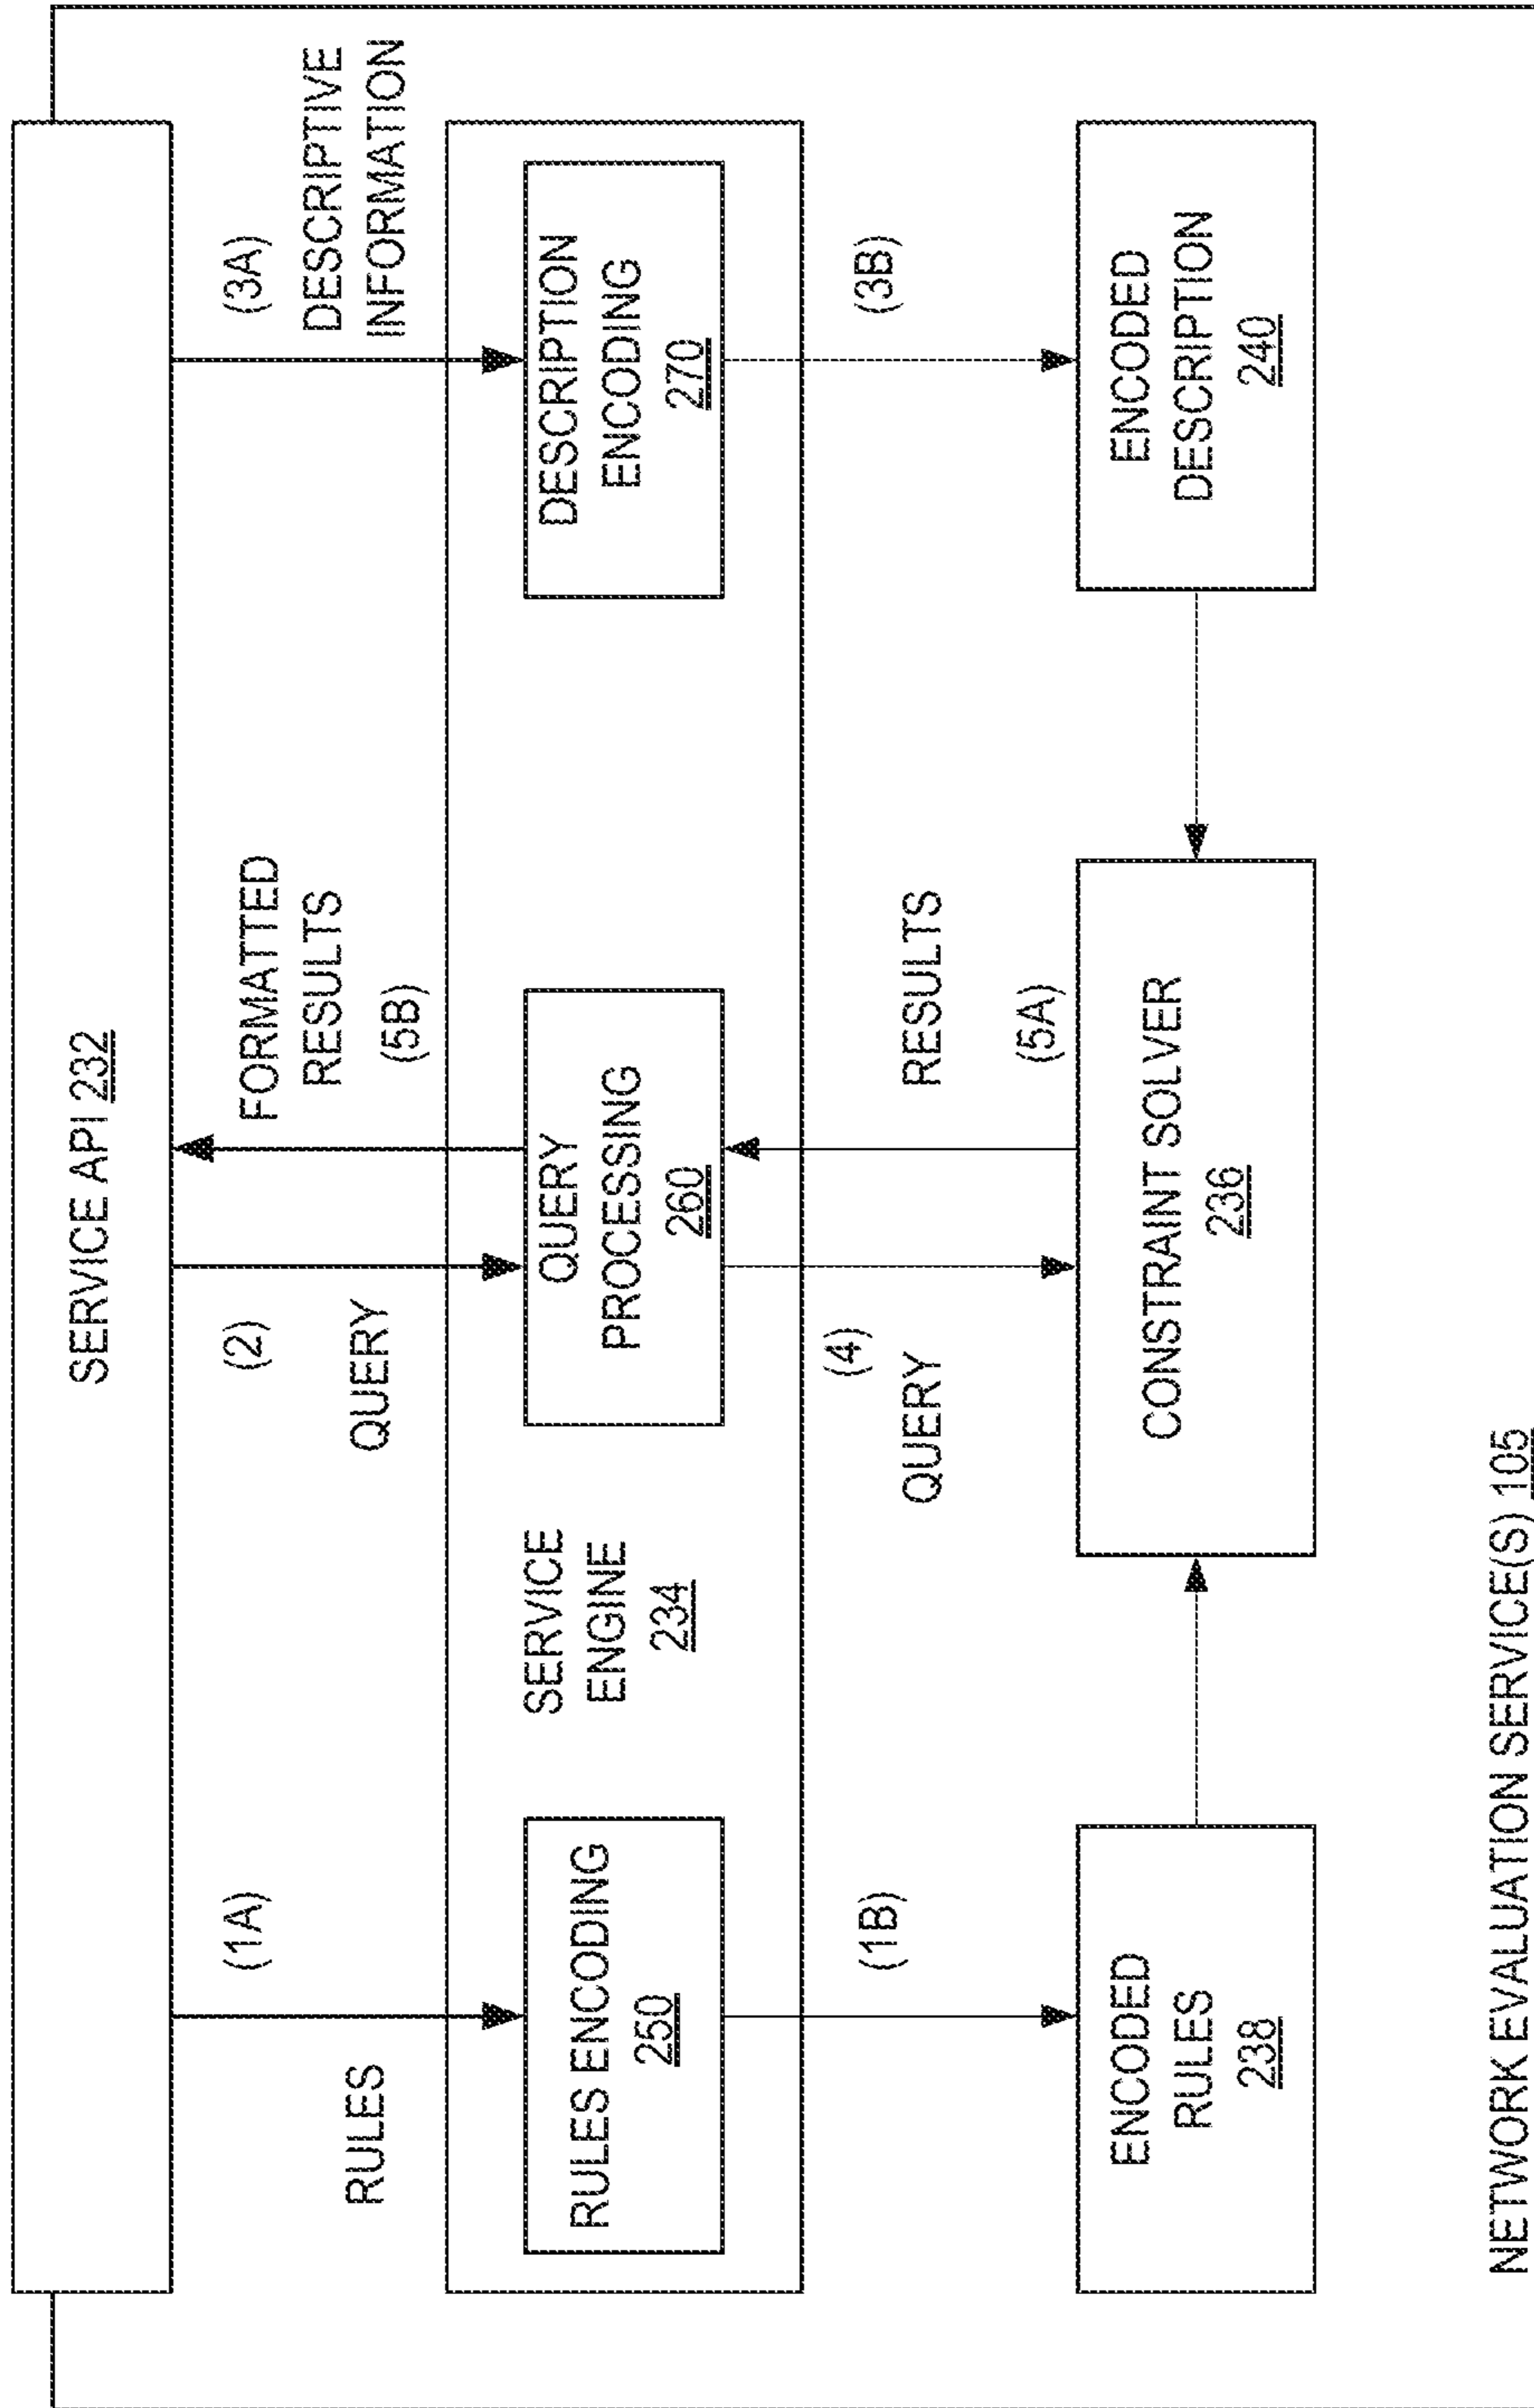 SERVICE API 232
(1A)
RULES
(2)
QUERY
FORMATTED
RESULTS
(5B)
(3A)
DESCRIPTIVE
INFORMATION
RULES ENCODING
250
SERVICE
ENGINE
234
QUERY
PROCESSING
260
DESCRIPTION
ENCODING
270
(1B)
(4)
QUERY
RESULTS
(5A)
(3B)
ENCODED
RULES
238
CONSTRAINT SOLVER
236
ENCODED
DESCRIPTION
240
NETWORK EVALUATION SERVICE(S) 105